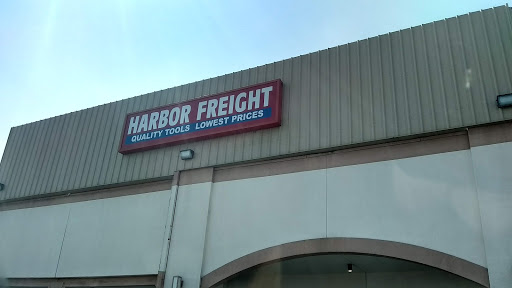 HARBOR FREIGHT
QUALITY TOOLS LOWEST PRICES